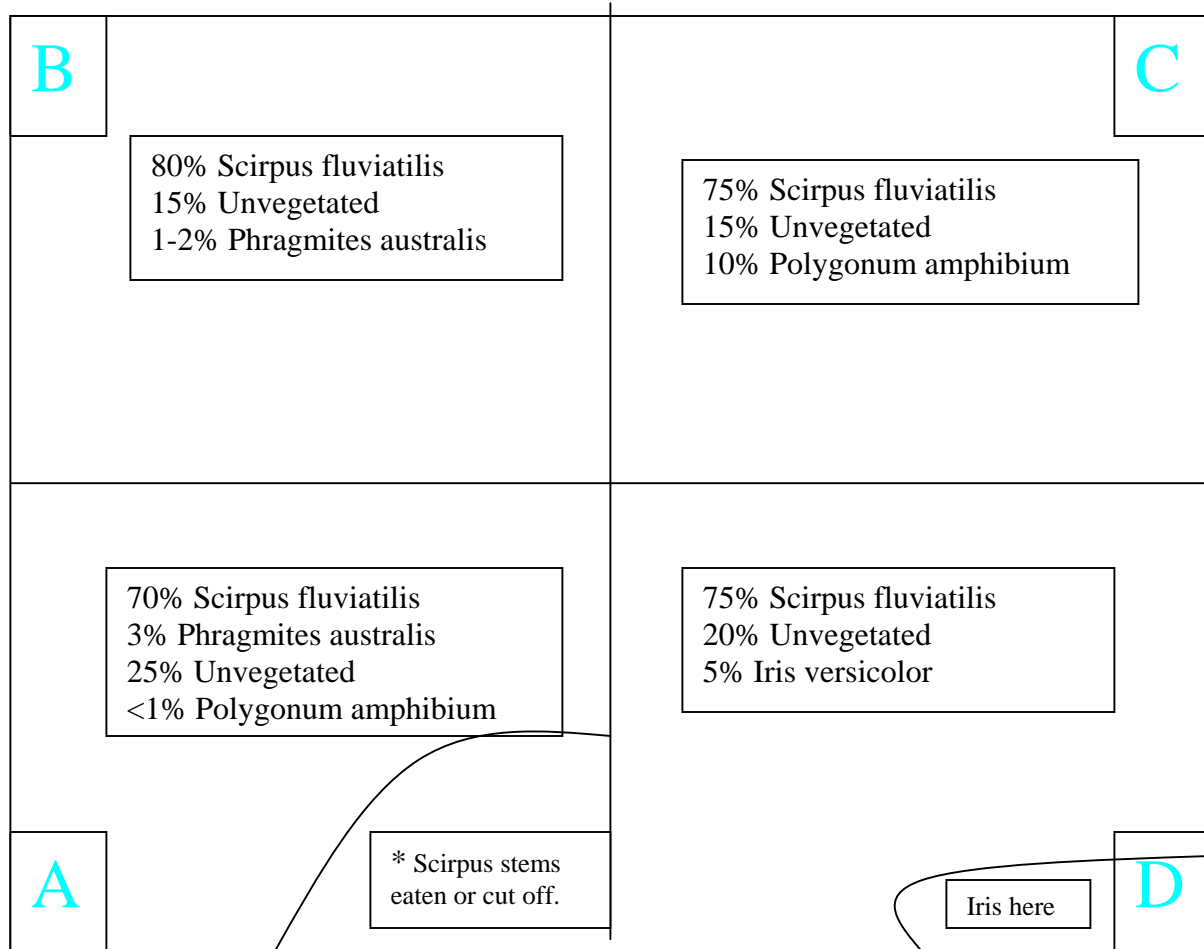 B
80% Scirpus fluviatilis
15% Unvegetated
1-2% Phragmites australis
C
75% Scirpus fluviatilis
15% Unvegetated
10% Polygonum amphibium
70% Scirpus fluviatilis
3% Phragmites australis
25% Unvegetated
<1% Polygonum amphibium
A
* Scirpus stems
eaten or cut off.
75% Scirpus fluviatilis
20% Unvegetated
5% Iris versicolor
Iris here
D